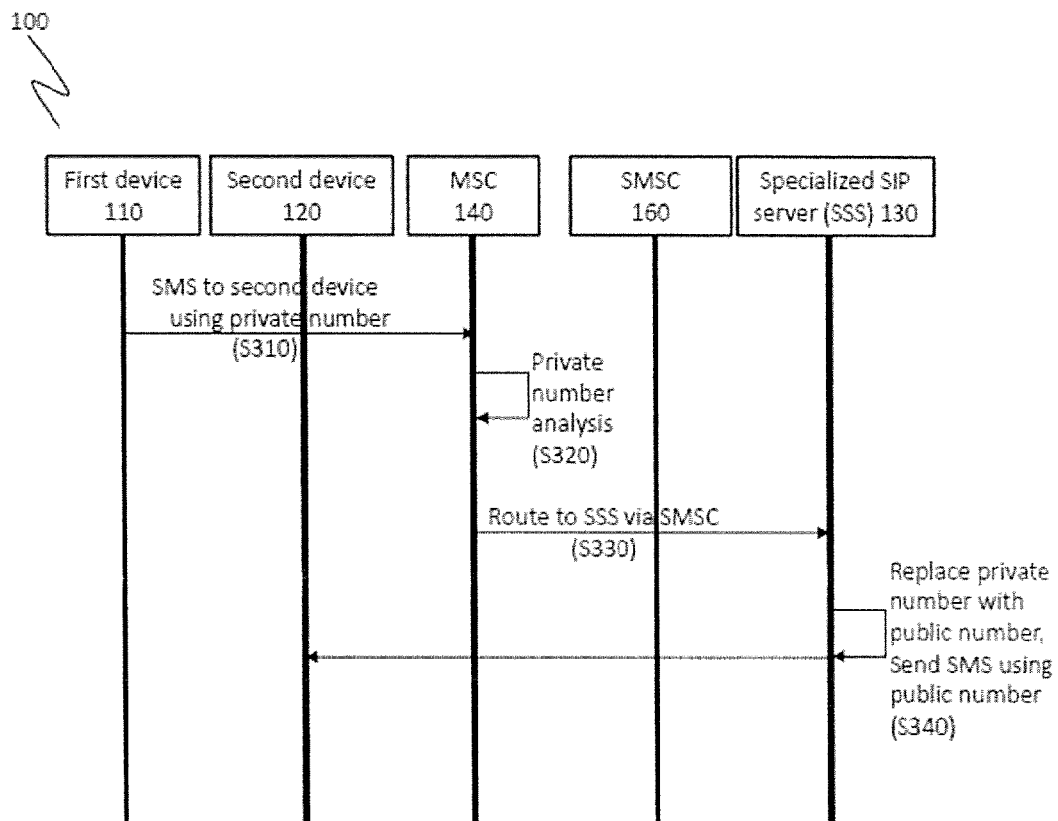 100
First device
110
Second device
120
MSC
140
SMSC
160
Specialized SIP
server (SSS) 130
SMS to second device
using private number
(S310)
Private
number
analysis
(S320)
Route to SSS via SMSC
(S330)
Replace private
number with
public number,
Send SMS using
public number
(S340)